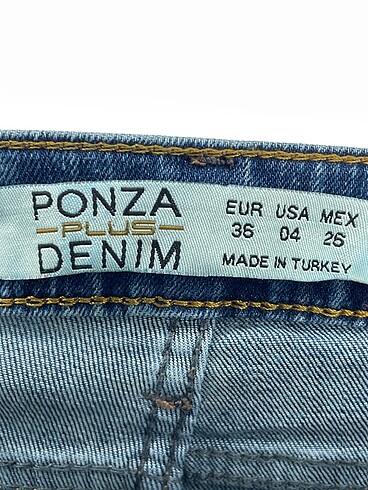 PONZA
PLUS
DENIM
EUR USA MEX
36 04 26
MADE IN TURKEY